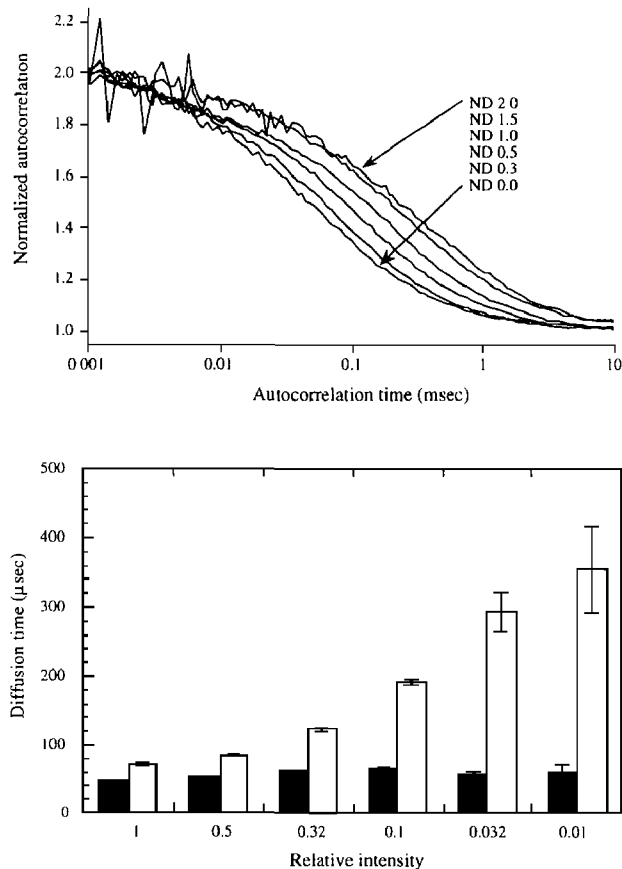 2.2
2.0
1.8
1.6
1.4
1.2
1.0
Normalized autocorrelation
ND 2 0
ND 1.5
ND 1.0
ND 0.5
ND 0.3
ND 0.0
0 001
0.01
0.1
1
10
Autocorrelation time (msec)
500
400
300
200
100
0
Diffusion time (μsec)
1
0.5
0.32
0.1
0.032
0.01
Relative intensity